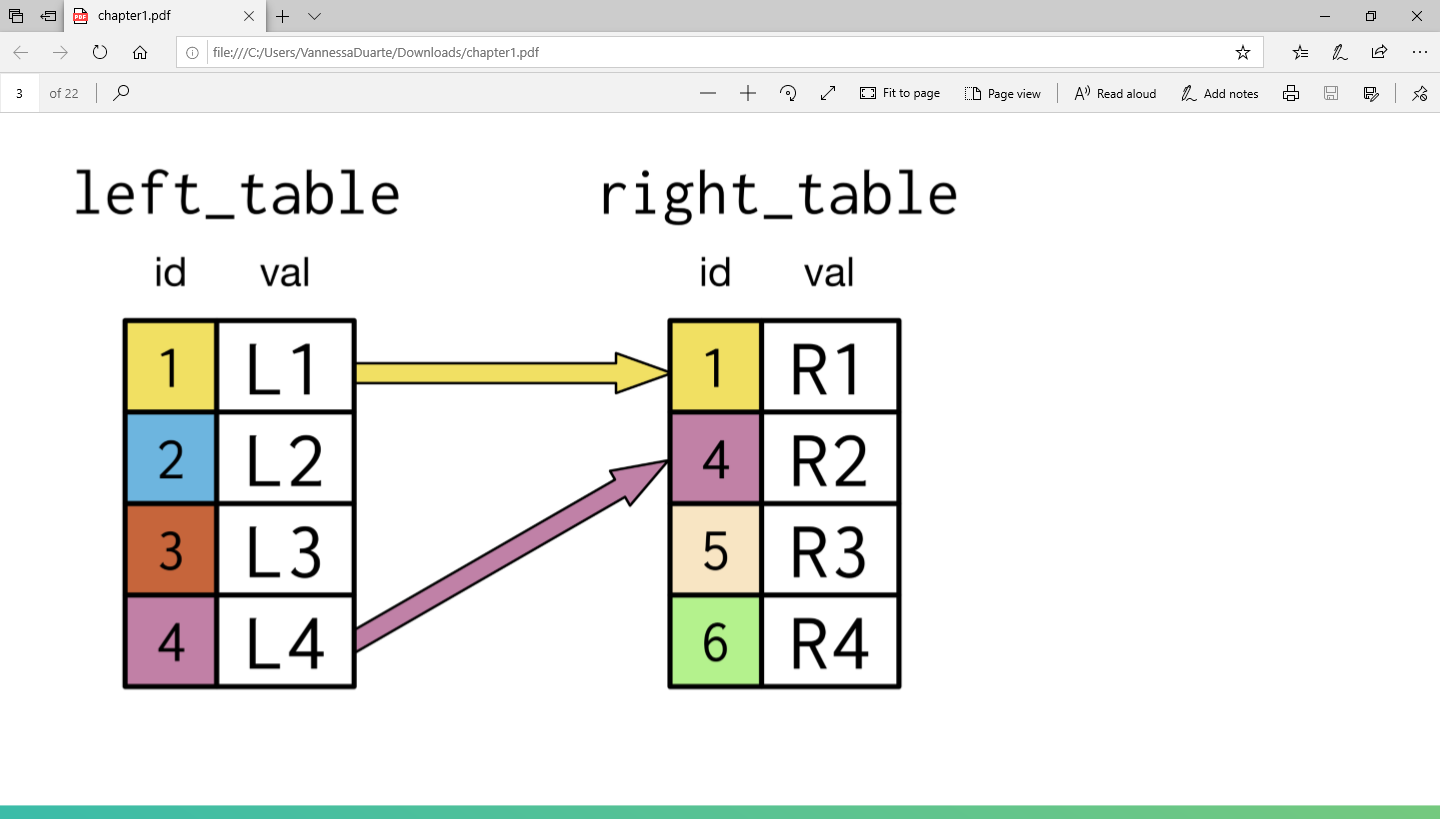 chapter1.pdf
file:///C:/Users/VannessaDuarte/Downloads/chapter1.pdf
3 of 22 Fit to page Page view Read aloud Add notes
left_table right_table
id val id val
1 L1 1 R1
2 L2 4 R2
3 L3 5 R3
4 L4 6 R4